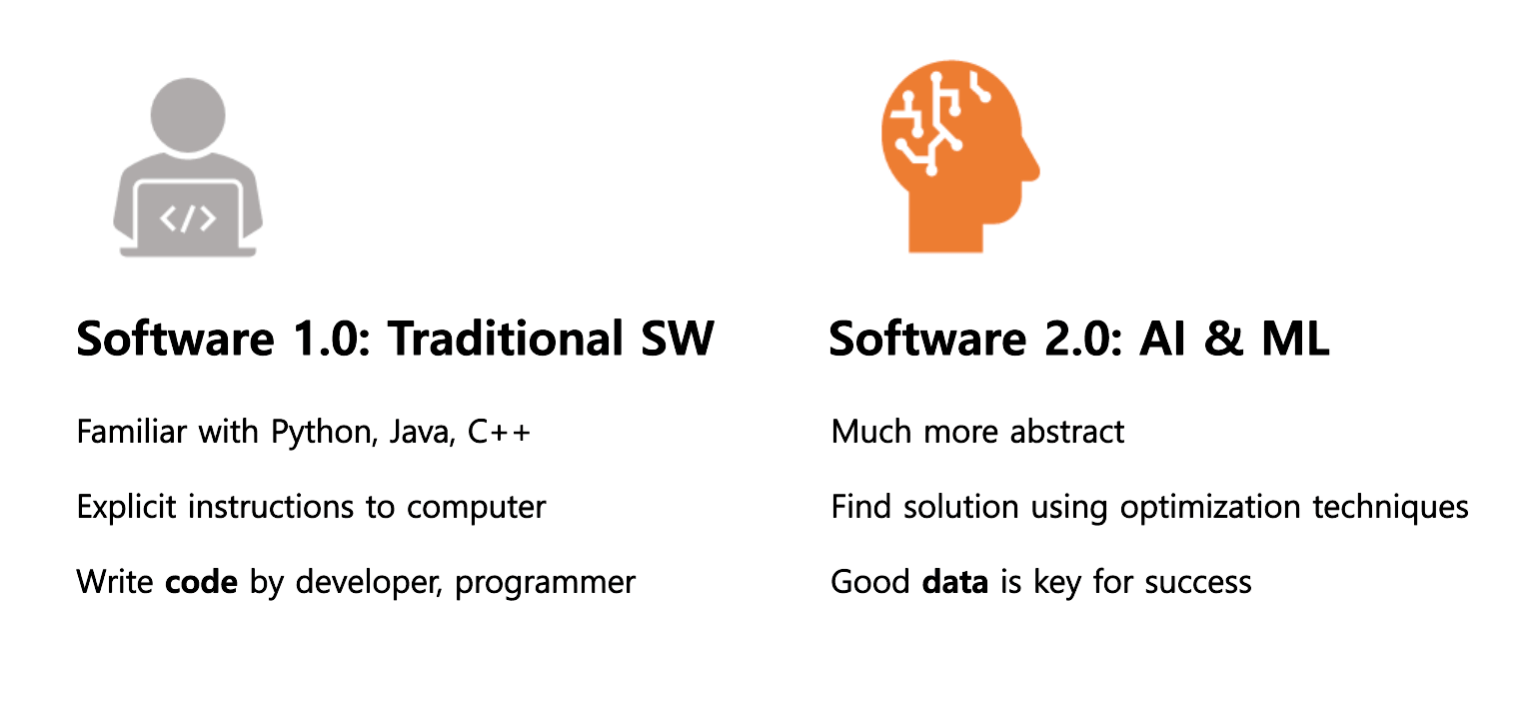 </>
Software 1.0: Traditional SW
Familiar with Python, Java, C++
Explicit instructions to computer
Write code by developer, programmer
Software 2.0: AI & ML
Much more abstract
Find solution using optimization techniques
Good data is key for success